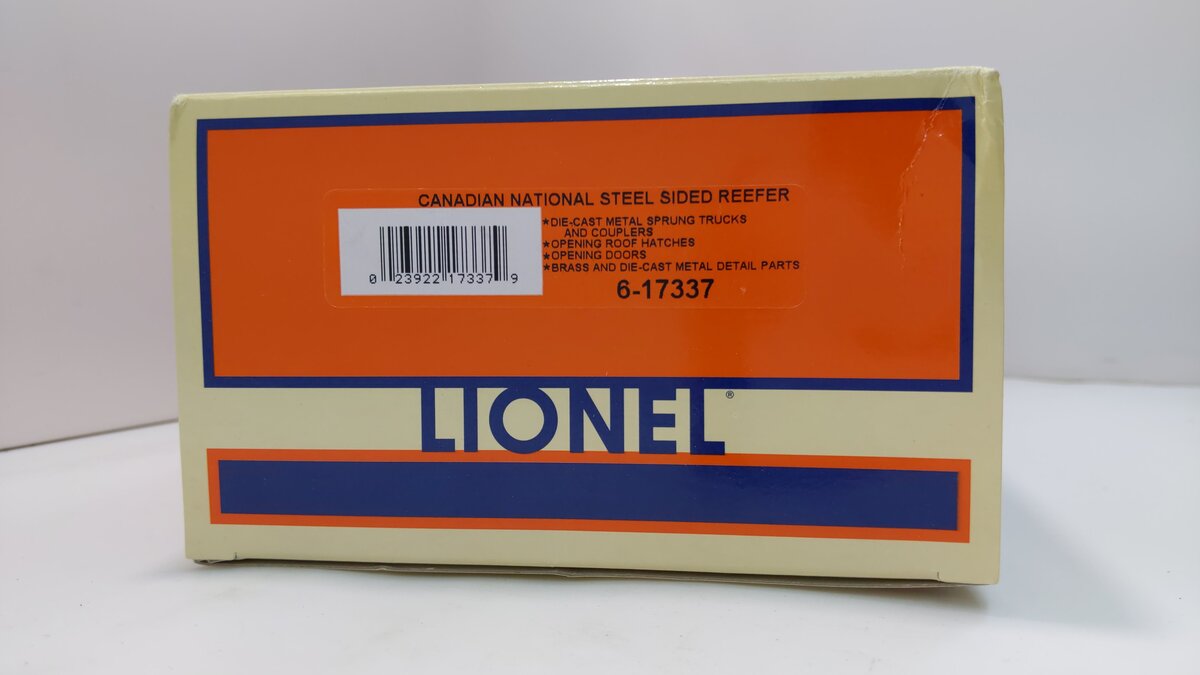 CANADIAN NATIONAL STEEL SIDED REEFER
★DIE-CAST METAL SPRUNG TRUCKS
AND COUPLERS
★OPENING ROOF HATCHES
★OPENING DOORS
★BRASS AND DIE-CAST METAL DETAIL PARTS
0 23922 17337 9
6-17337
LIONEL®